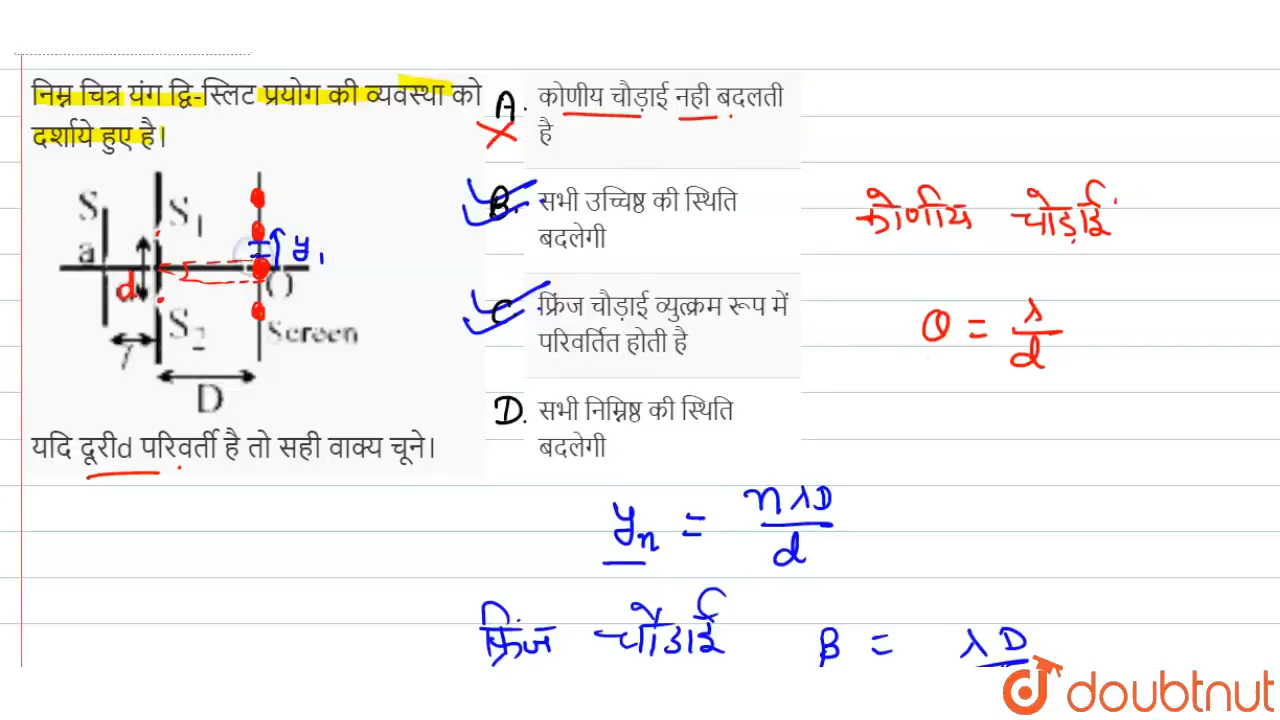 निम्न चित्र यंग द्वि-स्लिट प्रयोग की व्यवस्था को
दर्शाये हुए है।
S
S1
a
d
O
y1
S2
Screen
l
D
यदि दूरीd परिवर्ती है तो सही वाक्य चूने।
A. कोणीय चौड़ाई नही बदलती
है
B. सभी उच्चिष्ठ की स्थिति
बदलेगी
C. फ्रिंज चौड़ाई व्युत्क्रम रूप में
परिवर्तित होती है
D. सभी निम्निष्ठ की स्थिति
बदलेगी
कोणीय चौड़ाई
θ = λ/d
yn = nλD/d
फ्रिंज चौडाई β = λD
doubtnut